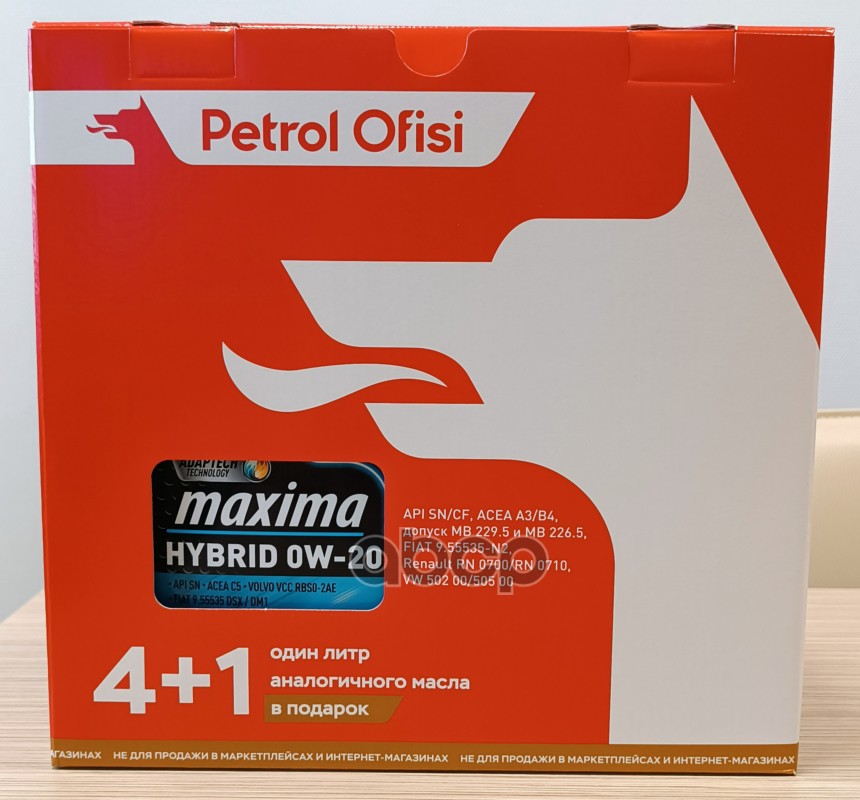 Petrol Ofisi
ADAPTECH
TECHNOLOGY
maxima
HYBRID 0W-20
· API SN · ACEA C5 · VOLVO VCC RBS0-2AE
· FIAT 9.55535 DSX / DM1
API SN/CF, ACEA A3/B4,
допуск MB 229.5 и MB 226.5,
FIAT 9.55535-N2,
Renault RN 0700/RN 0710,
VW 502 00/505 00
abcp
4+1
один литр
аналогичного масла
в подарок
АГАЗИНАХ НЕ ДЛЯ ПРОДАЖИ В МАРКЕТПЛЕЙСАХ И ИНТЕРНЕТ-МАГАЗИНАХ НЕ ДЛЯ ПРОДАЖИ В МАРКЕТПЛЕЙСАХ И ИНТЕРНЕТ-МАГАЗИНАХ